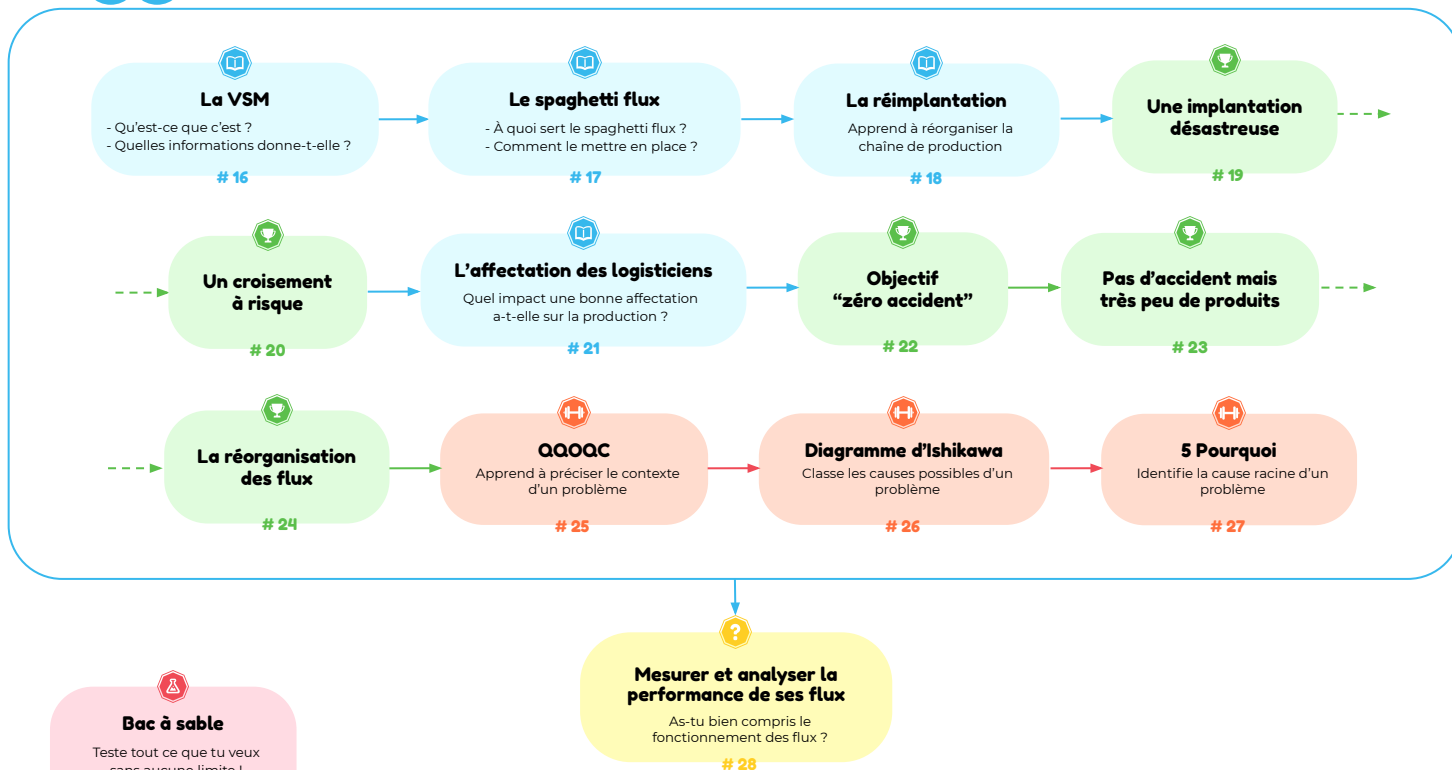 La VSM
- Qu'est-ce que c'est ?
- Quelles informations donne-t-elle ?
# 16
Le spaghetti flux
- À quoi sert le spaghetti flux ?
- Comment le mettre en place ?
# 17
La réimplantation
Apprend à réorganiser la
chaîne de production
# 18
Une implantation
désastreuse
# 19
Un croisement
à risque
# 20
L'affectation des logisticiens
Quel impact une bonne affectation
a-t-elle sur la production ?
# 21
Objectif
“zéro accident”
# 22
Pas d'accident mais
très peu de produits
# 23
La réorganisation
des flux
# 24
QQOQC
Apprend à préciser le contexte
d'un problème
# 25
Diagramme d'Ishikawa
Classe les causes possibles d'un
problème
# 26
5 Pourquoi
Identifie la cause racine d'un
problème
# 27
?
Mesurer et analyser la
performance de ses flux
As-tu bien compris le
fonctionnement des flux ?
# 28
Bac à sable
Teste tout ce que tu veux
sans aucune limite !